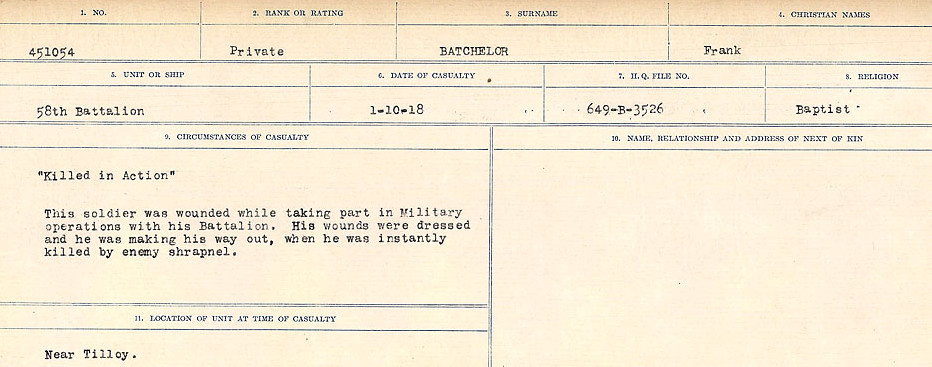 1. NO. 2. RANK OR RATING 3. SURNAME 4. CHRISTIAN NAMES
451054 Private BATCHELOR Frank
5. UNIT OR SHIP 6. DATE OF CASUALTY 7. H.Q. FILE NO. 8. RELIGION
58th Battalion 1-10-18 649-B-3526 Baptist
9. CIRCUMSTANCES OF CASUALTY 10. NAME, RELATIONSHIP AND ADDRESS OF NEXT OF KIN
"Killed in Action"
This soldier was wounded while taking part in Military
operations with his Battalion. His wounds were dressed
and he was making his way out, when he was instantly
killed by enemy shrapnel.
11. LOCATION OF UNIT AT TIME OF CASUALTY
Near Tilloy.